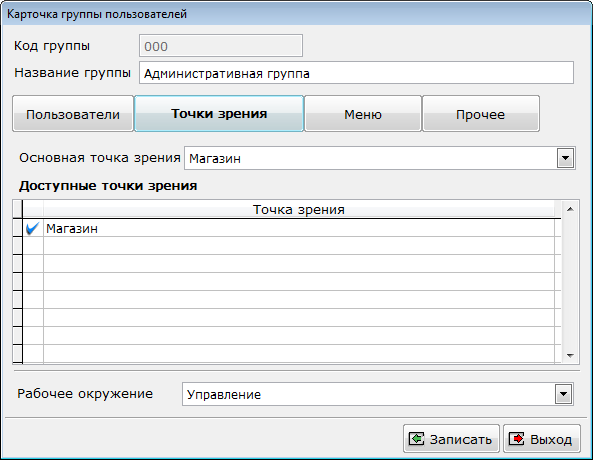 Карточка группы пользователей
Код группы 000
Название группы Административная группа
Пользователи Точки зрения Меню Прочее
Основная точка зрения Магазин
Доступные точки зрения
Точка зрения
Магазин
Рабочее окружение Управление
Записать Выход